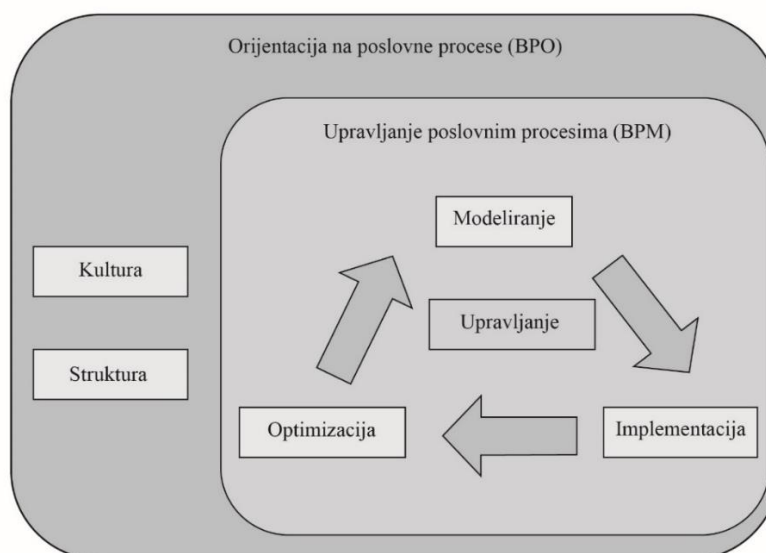 Orijentacija na poslovne procese (BPO)
Upravljanje poslovnim procesima (BPM)
Modeliranje
Kultura
Upravljanje
Struktura
Optimizacija
Implementacija